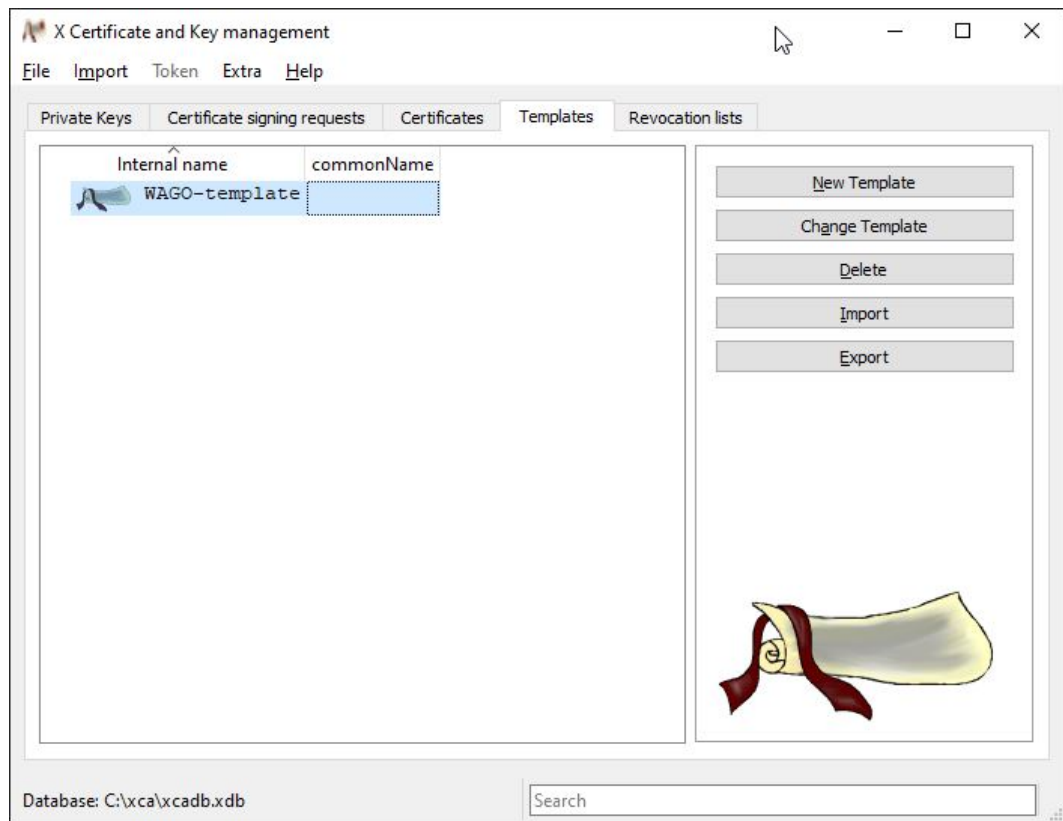 X Certificate and Key management
File Import Token Extra Help
Private Keys Certificate signing requests Certificates Templates Revocation lists
Internal name commonName
WAGO-template
New Template
Change Template
Delete
Import
Export
Database: C:\xca\xcadb.xdb
Search